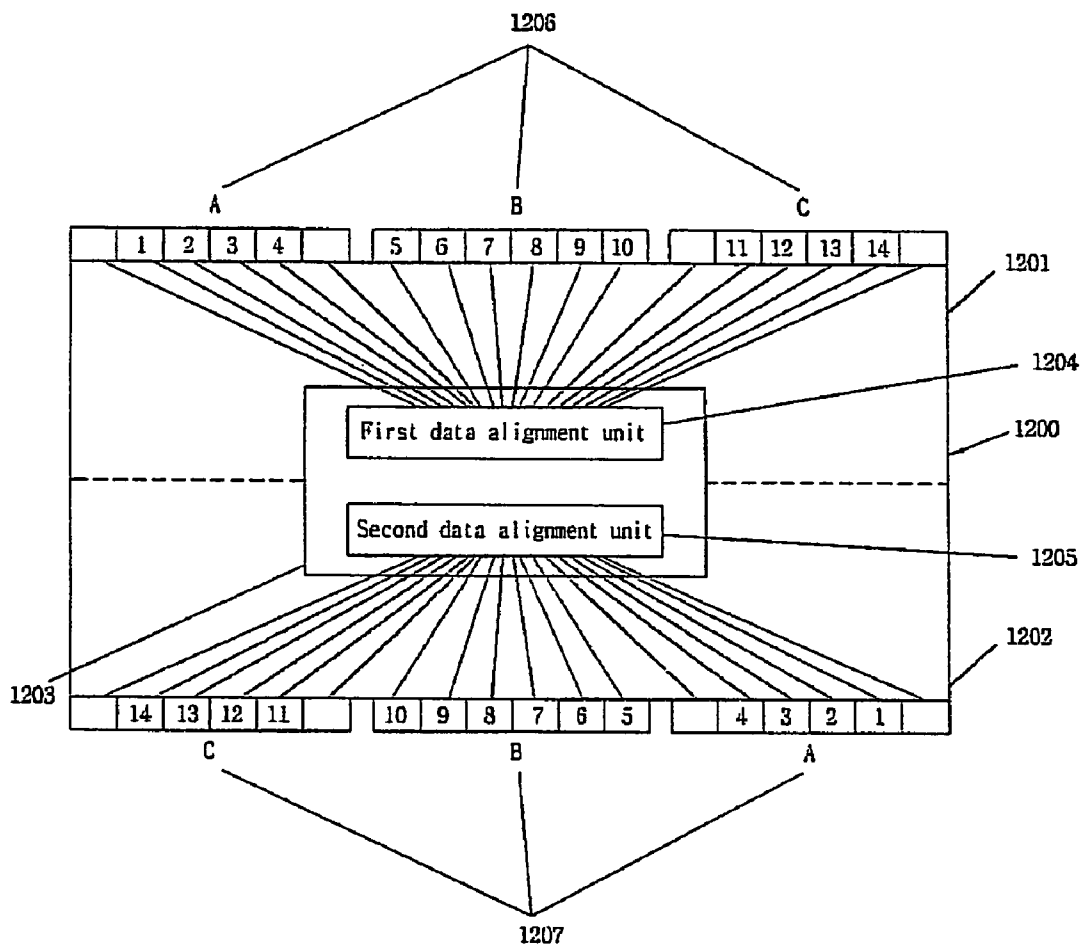 1206
A B C
1 2 3 4 5 6 7 8 9 10 11 12 13 14
1201
1204
First data alignment unit
1200
Second data alignment unit
1205
1202
1203
14 13 12 11 10 9 8 7 6 5 4 3 2 1
C B A
1207